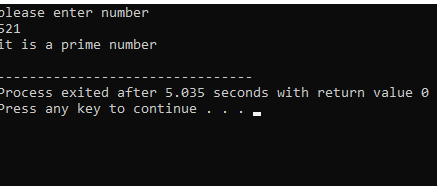 please enter number
521
it is a prime number
--------------------------------
Process exited after 5.035 seconds with return value 0
Press any key to continue . . .